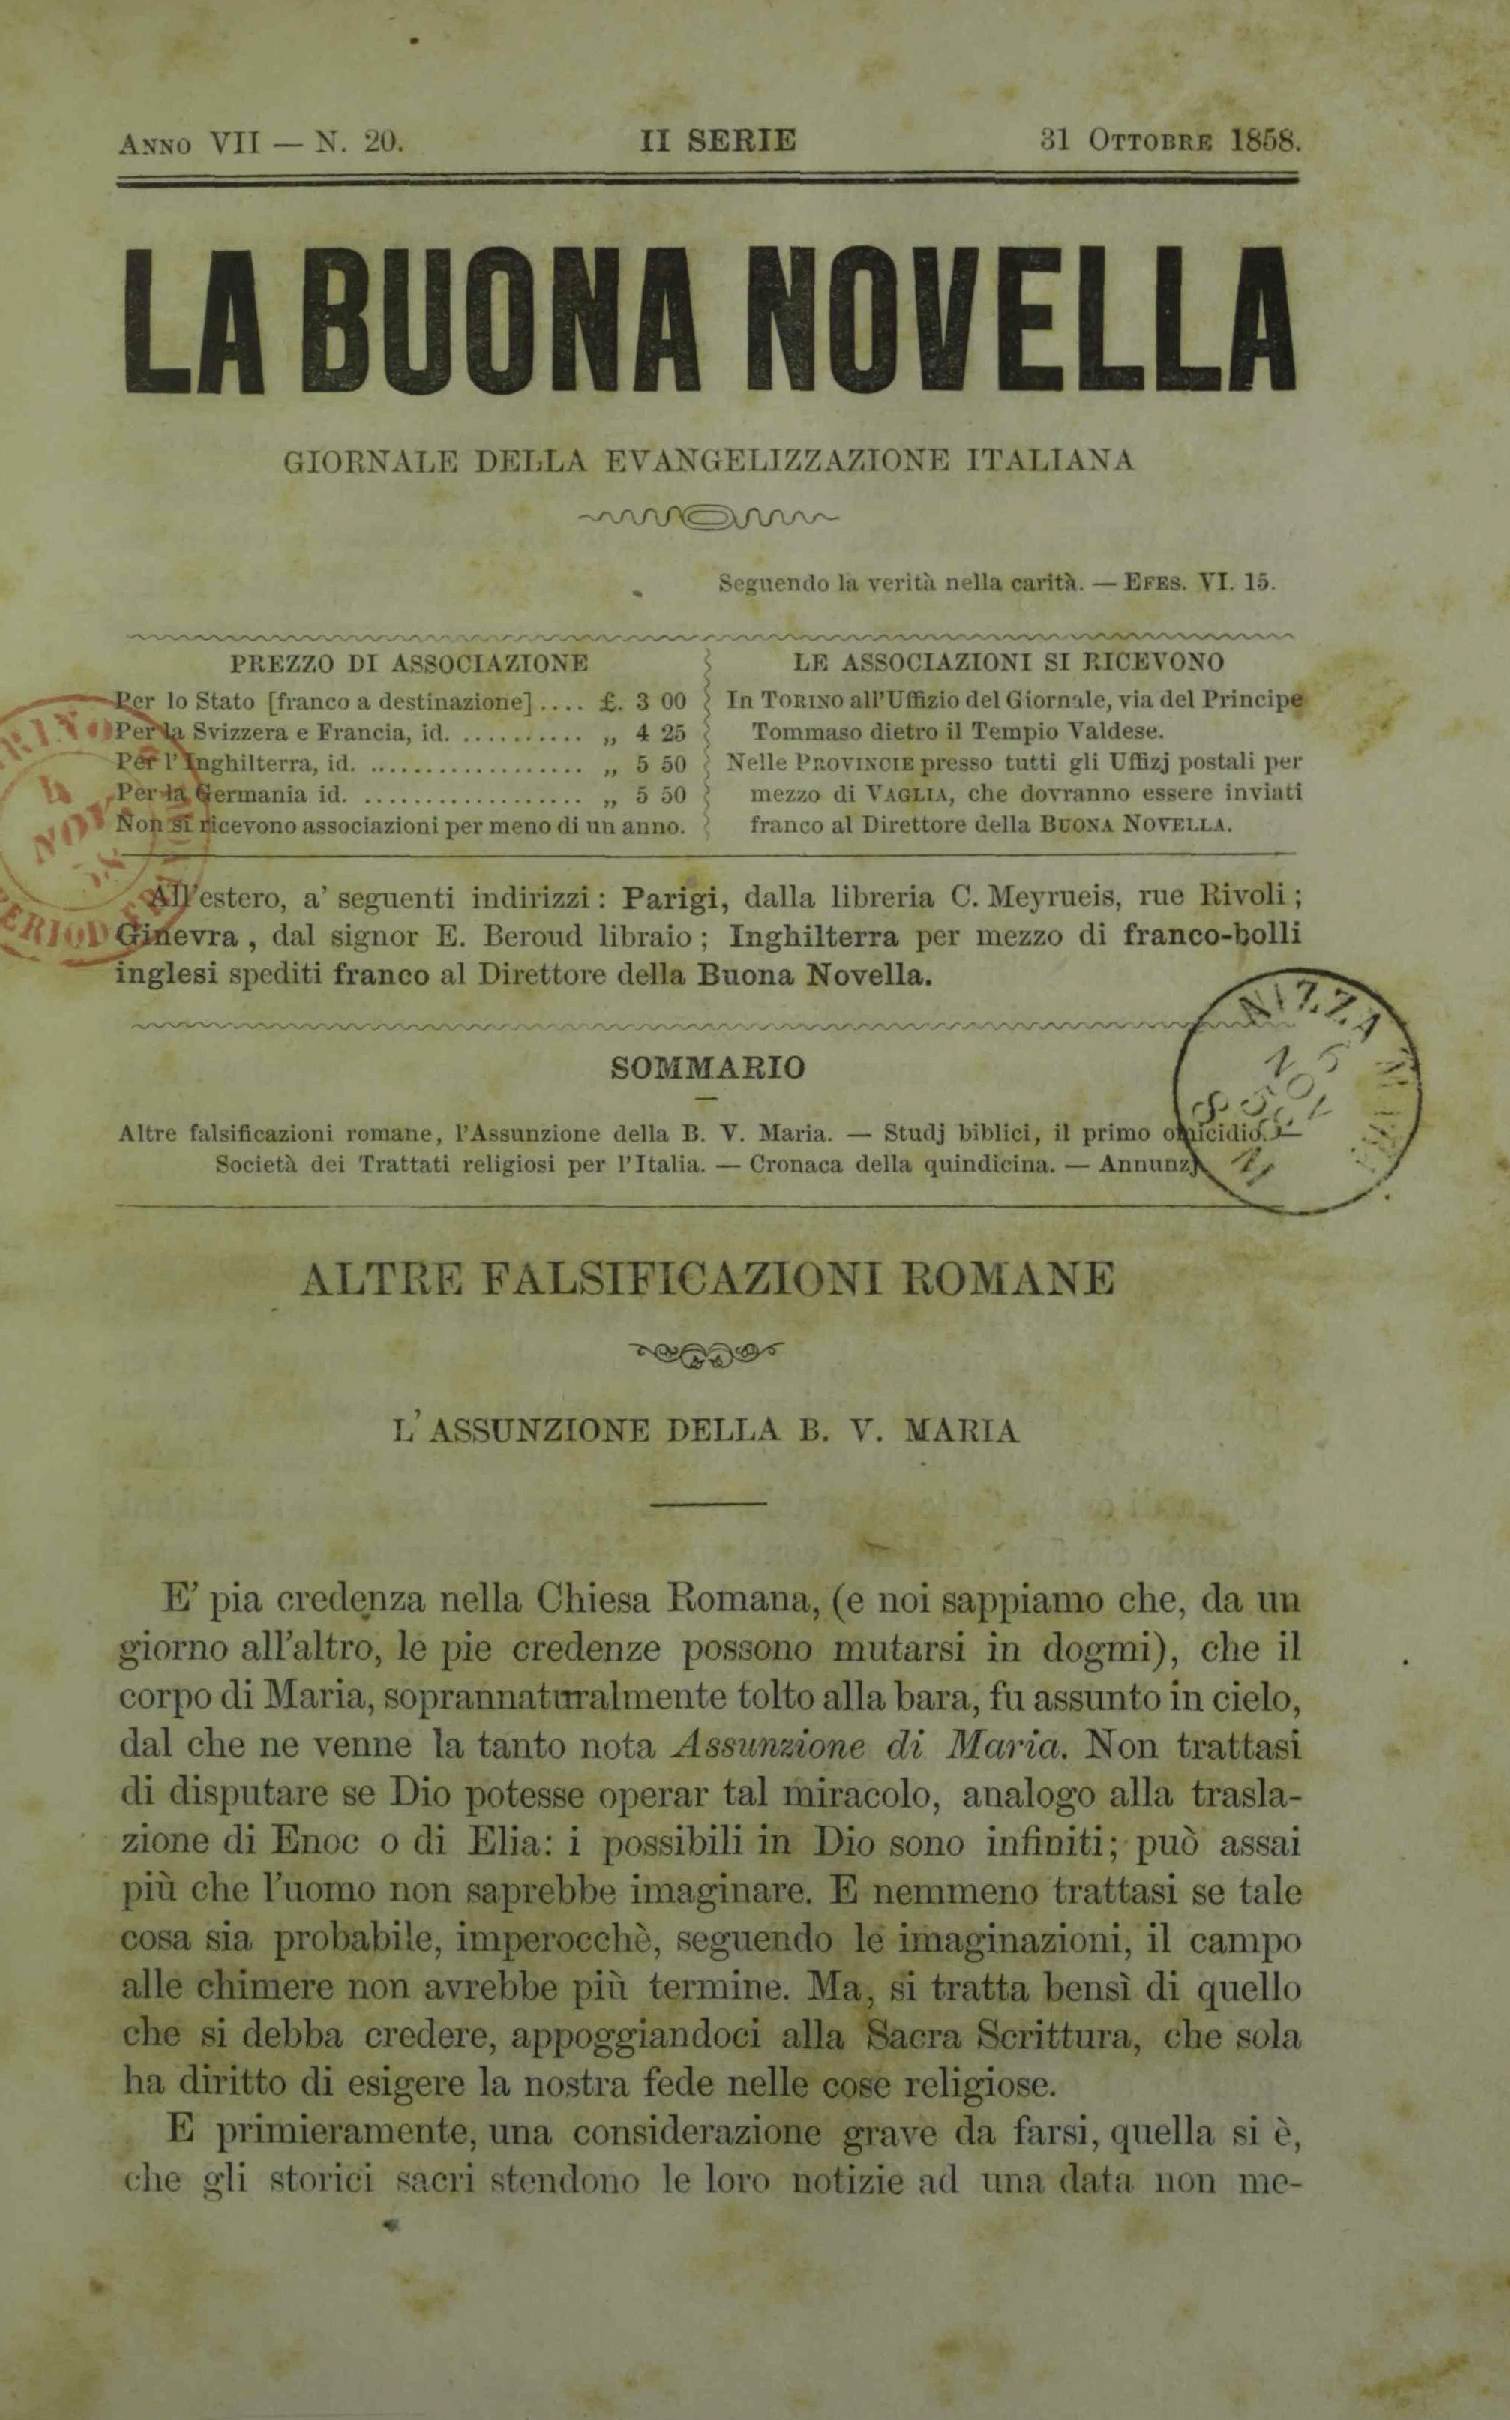 ANNO VII — N. 20. II SERIE 31 OTTOBRE 1858.
LA BUONA NOVELLA
GIORNALE DELLA EVANGELIZZAZIONE ITALIANA
Seguendo la verità nella carità. — EFES. VI. 15.
PREZZO DI ASSOCIAZIONE
Per lo Stato [franco a destinazione] .... £. 3 00
Per la Svizzera e Francia, id. ........... „ 4 25
Per l'Inghilterra, id. .................. „ 5 50
Per la Germania id. .................. „ 5 50
Non si ricevono associazioni per meno di un anno.
LE ASSOCIAZIONI SI RICEVONO
In TORINO all'Uffizio del Giornale, via del Principe
Tommaso dietro il Tempio Valdese.
Nelle PROVINCIE presso tutti gli Uffizj postali per
mezzo di VAGLIA, che dovranno essere inviati
franco al Direttore della BUONA NOVELLA.
All'estero, a' seguenti indirizzi: Parigi, dalla libreria C. Meyrueis, rue Rivoli;
Ginevra, dal signor E. Beroud libraio; Inghilterra per mezzo di franco-bolli
inglesi spediti franco al Direttore della Buona Novella.
NIZZA
6
NOV
58
SOMMARIO
Altre falsificazioni romane, l'Assunzione della B. V. Maria. — Studj biblici, il primo omicidio. —
Società dei Trattati religiosi per l'Italia. — Cronaca della quindicina. — Annunzj
ALTRE FALSIFICAZIONI ROMANE
L'ASSUNZIONE DELLA B. V. MARIA
E' pia credenza nella Chiesa Romana, (e noi sappiamo che, da un
giorno all'altro, le pie credenze possono mutarsi in dogmi), che il
corpo di Maria, soprannaturalmente tolto alla bara, fu assunto in cielo,
dal che ne venne la tanto nota Assunzione di Maria. Non trattasi
di disputare se Dio potesse operar tal miracolo, analogo alla trasla-
zione di Enoc o di Elia: i possibili in Dio sono infiniti; può assai
più che l'uomo non saprebbe imaginare. E nemmeno trattasi se tale
cosa sia probabile, imperocchè, seguendo le imaginazioni, il campo
alle chimere non avrebbe più termine. Ma, si tratta bensì di quello
che si debba credere, appoggiandoci alla Sacra Scrittura, che sola
ha diritto di esigere la nostra fede nelle cose religiose.
E primieramente, una considerazione grave da farsi, quella si è,
che gli storici sacri stendono le loro notizie ad una data non me-